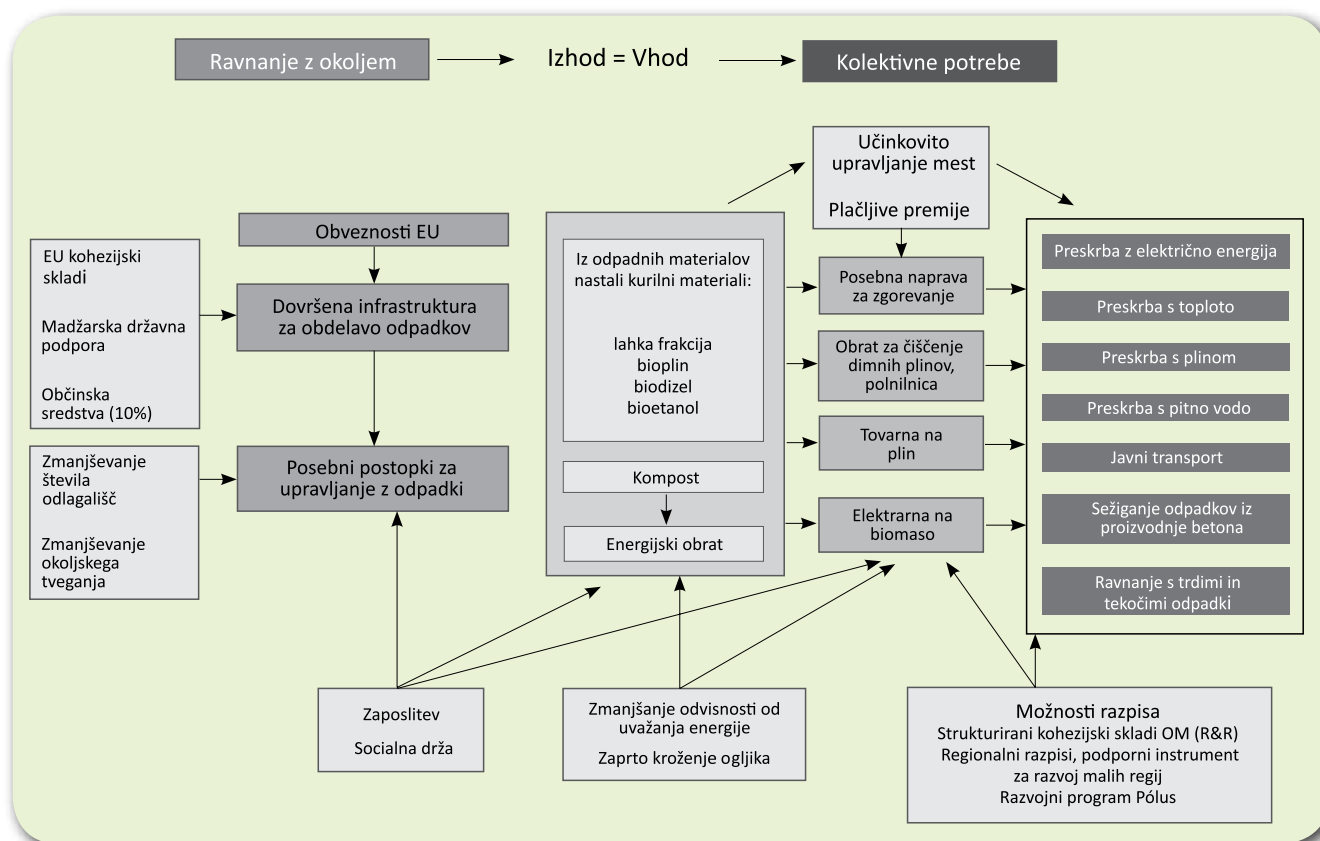 Ravnanje z okoljem
Izhod = Vhod
Kolektivne potrebe
EU kohezijski
skladi
Madžarska državna
podpora
Občinska
sredstva (10%)
Zmanjševanje
števila
odlagališč
Zmanjševanje
okoljskega
tveganja
Obveznosti EU
Dovršena infrastruktura
za obdelavo odpadkov
Posebni postopki za
upravljanje z odpadki
Iz odpadnih materialov
nastali kurilni materiali:
lahka frakcija
bioplin
biodizel
bioetanol
Kompost
Energijski obrat
Učinkovito
upravljanje mest
Plačljive premije
Posebna naprava
za zgorevanje
Obrat za čiščenje
dimnih plinov,
polnilnica
Tovarna na
plin
Elektrarna na
biomaso
Preskrba z električno energija
Preskrba s toploto
Preskrba s plinom
Preskrba s pitno vodo
Javni transport
Sežiganje odpadkov iz
proizvodnje betona
Ravnanje s trdimi in
tekočimi odpadki
Zaposlitev
Socialna drža
Zmanjšanje odvisnosti od
uvažanja energije
Zaprto kroženje ogljika
Možnosti razpisa
Strukturirani kohezijski skladi OM (R&R)
Regionalni razpisi, podporni instrument
za razvoj malih regij
Razvojni program Pólus